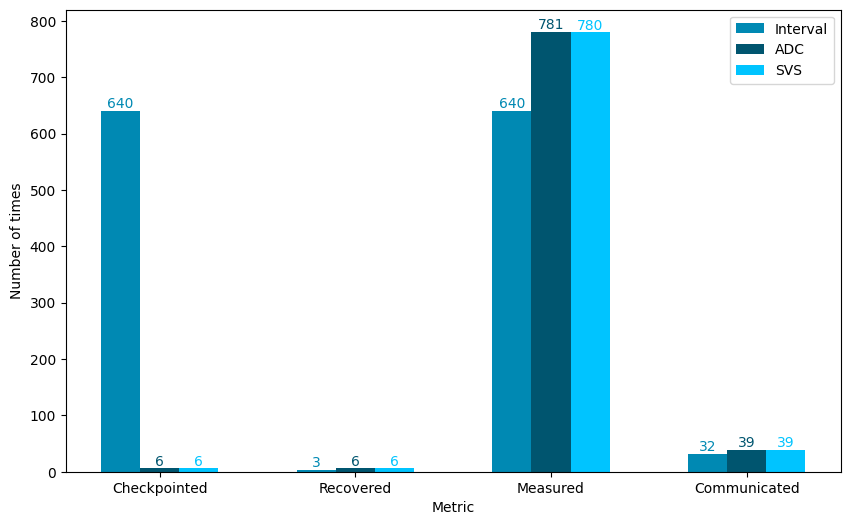 800
700
600
500
400
300
200
100
0
Number of times
640
6
6
3
6
6
640
781
780
32
39
39
Interval
ADC
SVS
Checkpointed
Recovered
Measured
Communicated
Metric